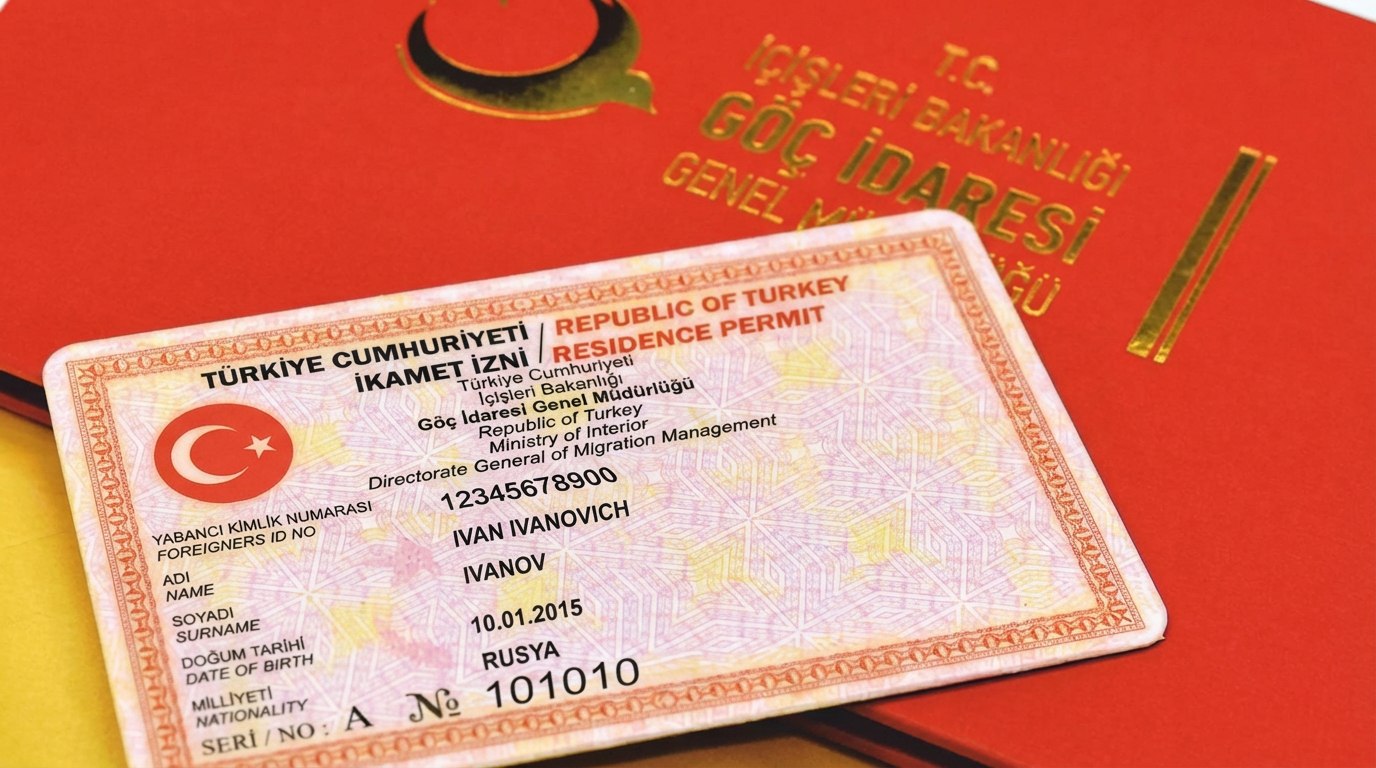 T.C.
İÇİŞLERİ BAKANLIĞI
GÖÇ İDARESİ
GENEL
TÜRKİYE CUMHURİYETİ / REPUBLIC OF TURKEY
İKAMET İZNİ / RESIDENCE PERMIT
Türkiye Cumhuriyeti
İçişleri Bakanlığı
Göç İdaresi Genel Müdürlüğü
Republic of Turkey
Ministry of Interior
Directorate General of Migration Management
YABANCI KİMLİK NUMARASI 12345678900
FOREIGNERS ID NO
ADI IVAN IVANOVICH
NAME
SOYADI IVANOV
SURNAME
DOĞUM TARİHİ 10.01.2015
DATE OF BIRTH
MİLLİYETİ RUSYA
NATIONALITY
SERİ / NO : A № 101010